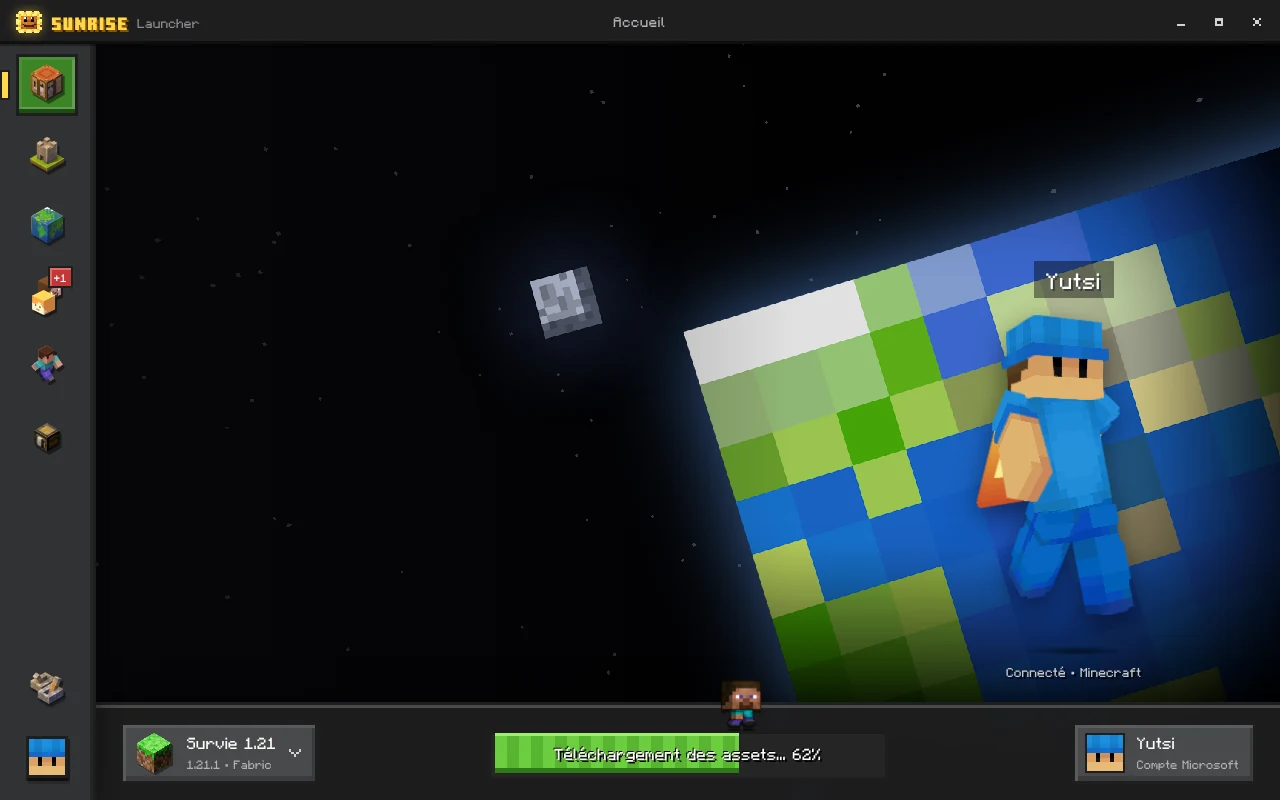 SUNRISE Launcher
Accueil
+1
Yutsi
Connecté • Minecraft
Survie 1.21
1.21.1 • Fabric
Téléchargement des assets... 62%
Yutsi
Compte Microsoft